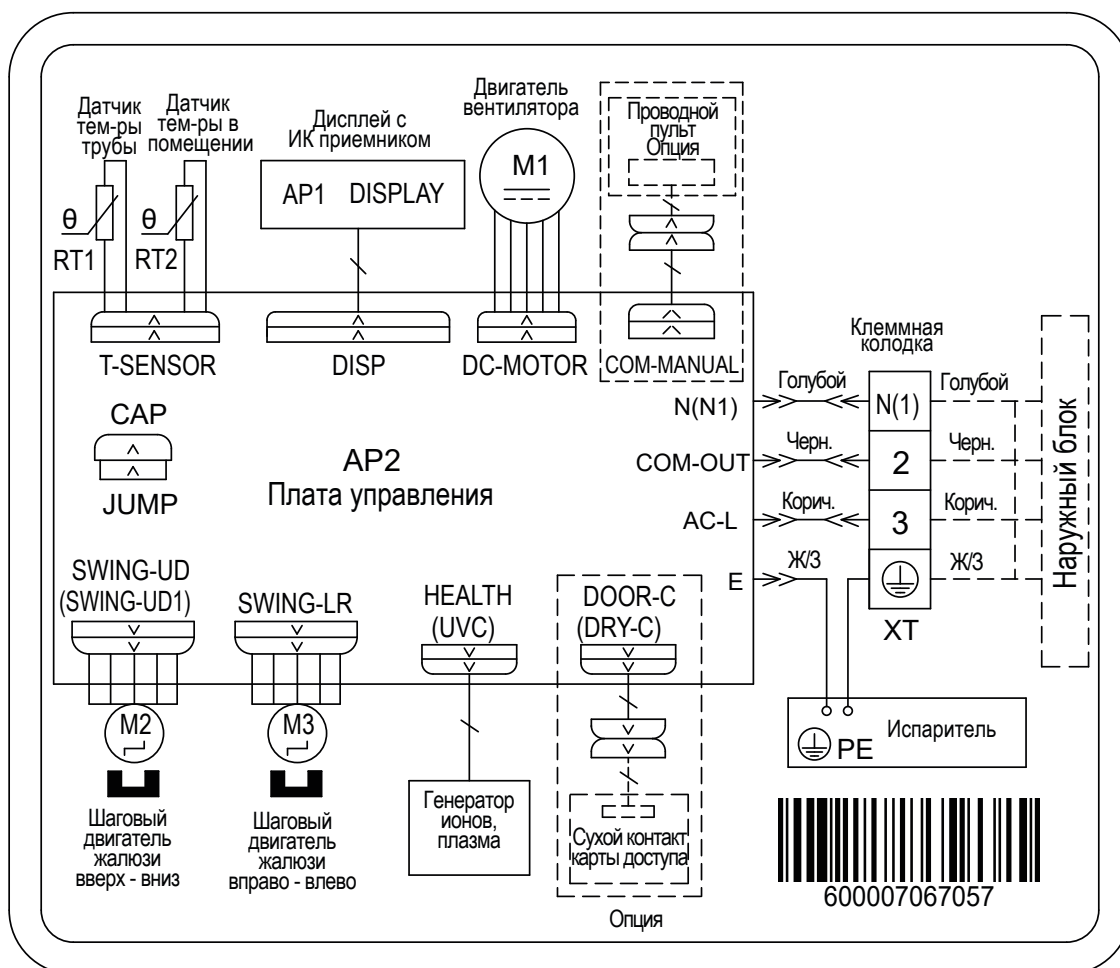 Датчик
тем-ры
трубы
Датчик
тем-ры в
помещении
Дисплей с
ИК приемником
Двигатель
вентилятора
Проводной
пульт
Опция
θ
RT1
θ
RT2
AP1 DISPLAY
M1
T-SENSOR
DISP
DC-MOTOR
COM-MANUAL
Клеммная
колодка
CAP
JUMP
AP2
Плата управления
N(N1)
Голубой
N(1)
Голубой
COM-OUT
Черн.
2
Черн.
AC-L
Корич.
3
Корич.
E
Ж/З
Ж/З
XT
Наружный блок
SWING-UD
(SWING-UD1)
SWING-LR
HEALTH
(UVC)
DOOR-C
(DRY-C)
M2
M3
PE
Испаритель
Шаговый
двигатель
жалюзи
вверх - вниз
Шаговый
двигатель
жалюзи
вправо - влево
Генератор
ионов,
плазма
Сухой контакт
карты доступа
Опция
600007067057